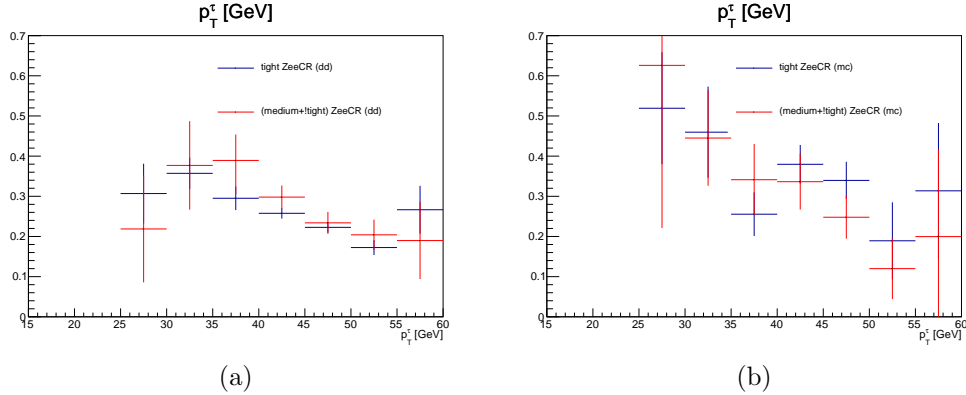 p_T^τ [GeV]
0.7
0.6
0.5
0.4
0.3
0.2
0.1
0
tight ZeeCR (dd)
(medium+!tight) ZeeCR (dd)
15 20 25 30 35 40 45 50 55 60
p_T^τ [GeV]
(a)
p_T^τ [GeV]
0.7
0.6
0.5
0.4
0.3
0.2
0.1
0
tight ZeeCR (mc)
(medium+!tight) ZeeCR (mc)
15 20 25 30 35 40 45 50 55 60
p_T^τ [GeV]
(b)